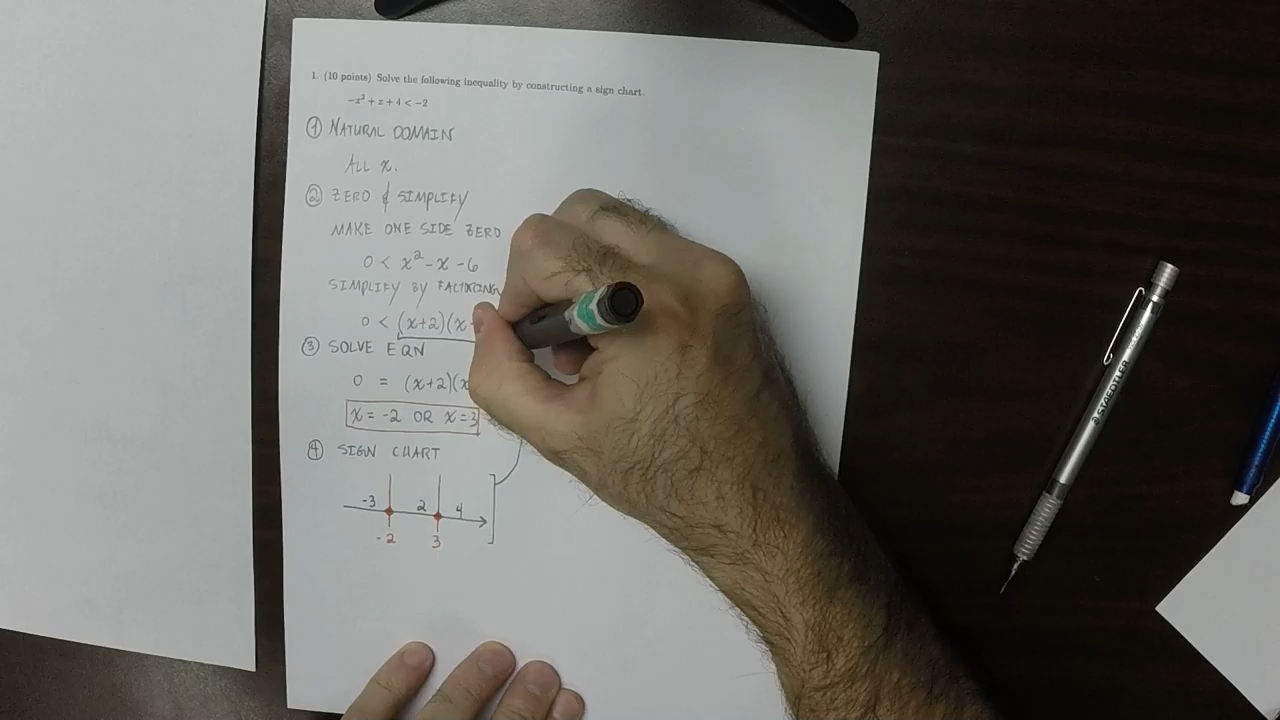 1. (10 points) Solve the following inequality by constructing a sign chart.
−x² + x + 4 < −2
① NATURAL DOMAIN
ALL x.
② ZERO & SIMPLIFY
MAKE ONE SIDE ZERO
0 < x² - x - 6
SIMPLIFY BY FACTORING
0 < (x+2)(x
③ SOLVE EQN
0 = (x+2)(x
x = -2 OR x = 3
④ SIGN CHART
-3 2 4
-2 3
STAEDTLER